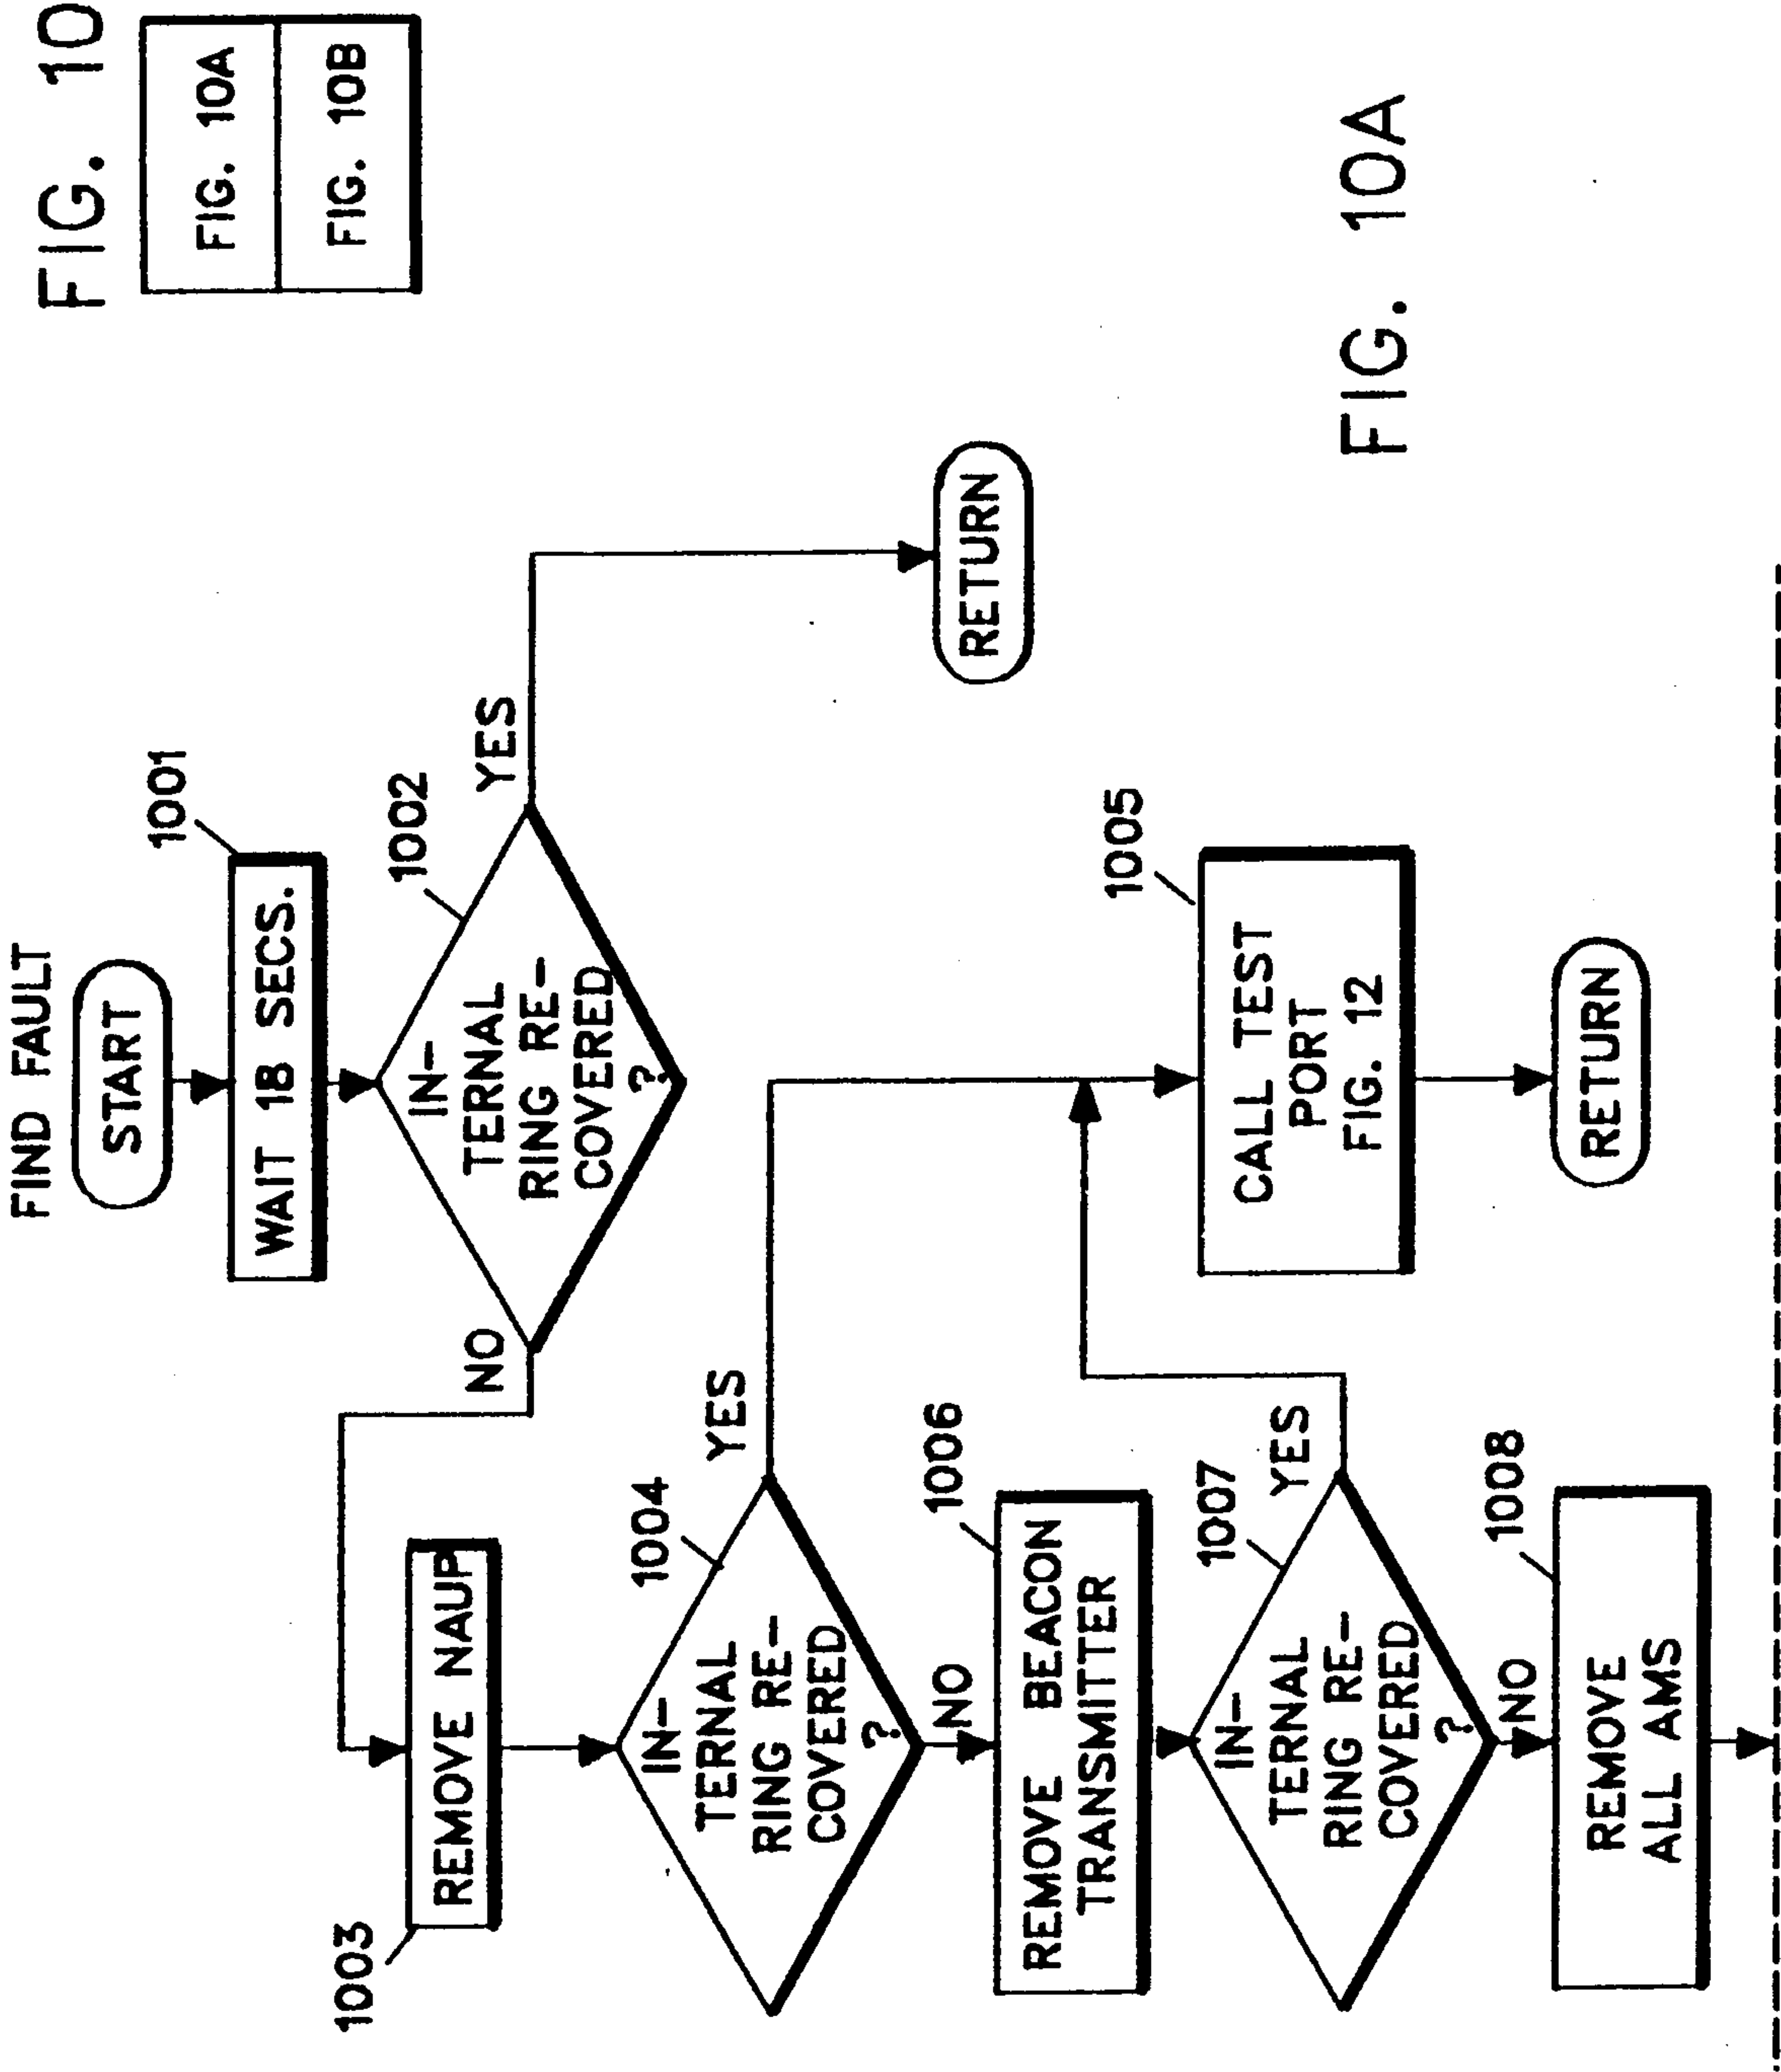 FIG. 10
FIG. 10A
FIG. 10B
FIND FAULT
START
1001
WAIT 18 SECS.
1002
IN-
TERNAL
RING RE-
COVERED
?
YES
NO
RETURN
1003
REMOVE NAUP
1004
IN-
TERNAL
RING RE-
COVERED
?
YES
NO
1005
CALL TEST
PORT
FIG. 12
RETURN
1006
REMOVE BEACON
TRANSMITTER
1007
IN-
TERNAL
RING RE-
COVERED
?
YES
NO
1008
REMOVE
ALL AMS
FIG. 10A